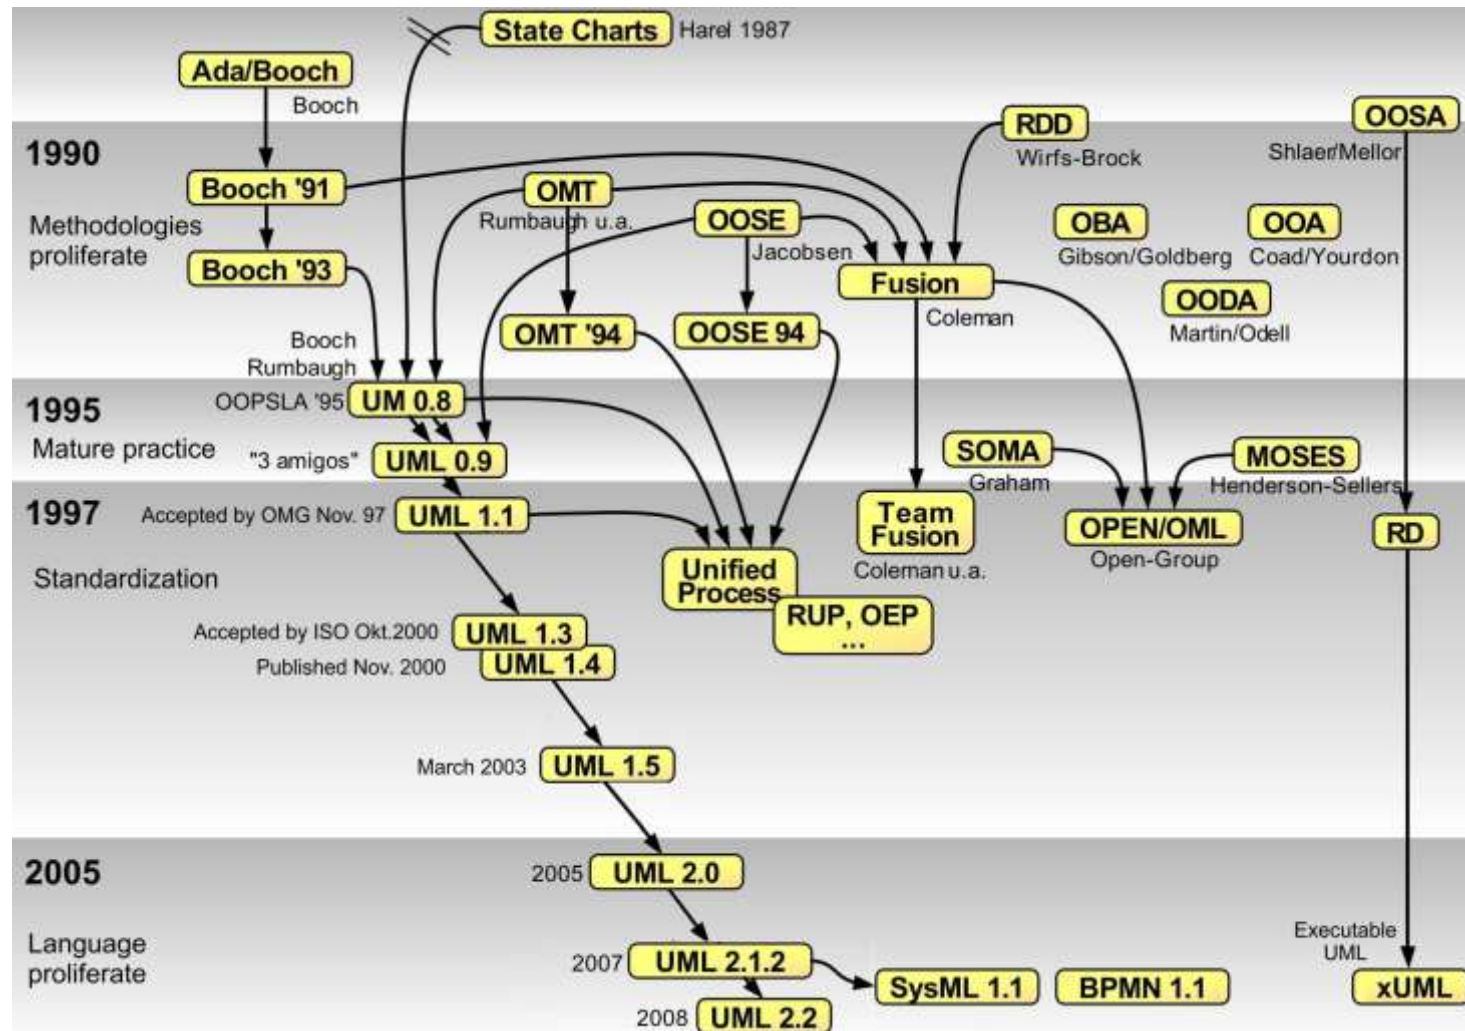 State Charts
Harel 1987
Ada/Booch
Booch
OOSA
Shlaer/Mellor
RDD
Wirfs-Brock
1990
Methodologies
proliferate
Booch '91
OMT
Rumbaugh u.a.
OOSE
Jacobsen
OBA
Gibson/Goldberg
OOA
Coad/Yourdon
Booch '93
Fusion
Coleman
OODA
Martin/Odell
OMT '94
OOSE 94
Booch
Rumbaugh
OOPSLA '95
UM 0.8
1995
Mature practice
"3 amigos"
UML 0.9
SOMA
Graham
MOSES
Henderson-Sellers
1997
Standardization
Accepted by OMG Nov. 97
UML 1.1
Team
Fusion
Coleman u.a.
OPEN/OML
Open-Group
RD
Unified
Process
RUP, OEP
...
Accepted by ISO Okt.2000
UML 1.3
Published Nov. 2000
UML 1.4
March 2003
UML 1.5
2005
Language
proliferate
2005
UML 2.0
2007
UML 2.1.2
SysML 1.1
BPMN 1.1
Executable
UML
xUML
2008
UML 2.2